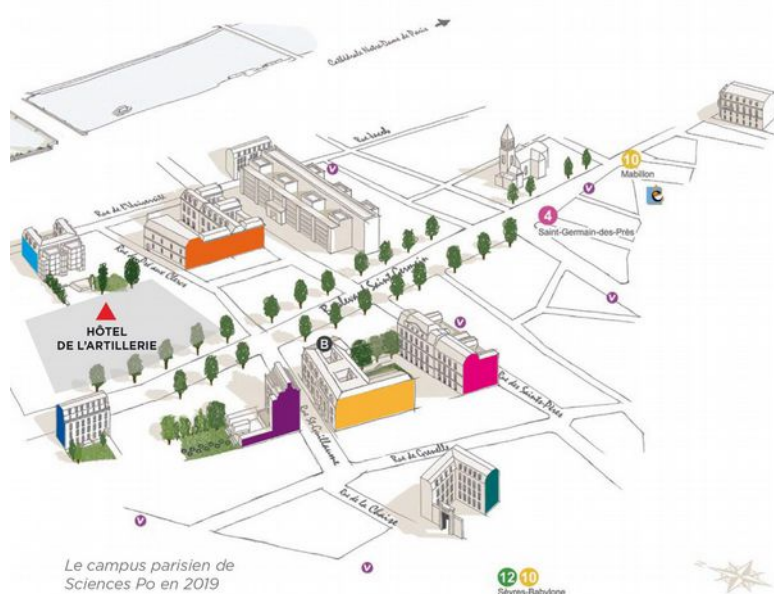 Cathédrale Notre Dame de Paris
Rue Jacob
10
Mabillon
V
V
4
Saint-Germain-des-Prés
Rue de l'Université
Rue du Pré aux Clercs
Boulevard Saint Germain
V
HÔTEL
DE L'ARTILLERIE
B
V
Rue des Saints-Pères
Rue St Guillaume
Rue de Grenelle
Rue de la Chaise
V
V
Le campus parisien de
Sciences Po en 2019
12 10
Sèvres-Babylone